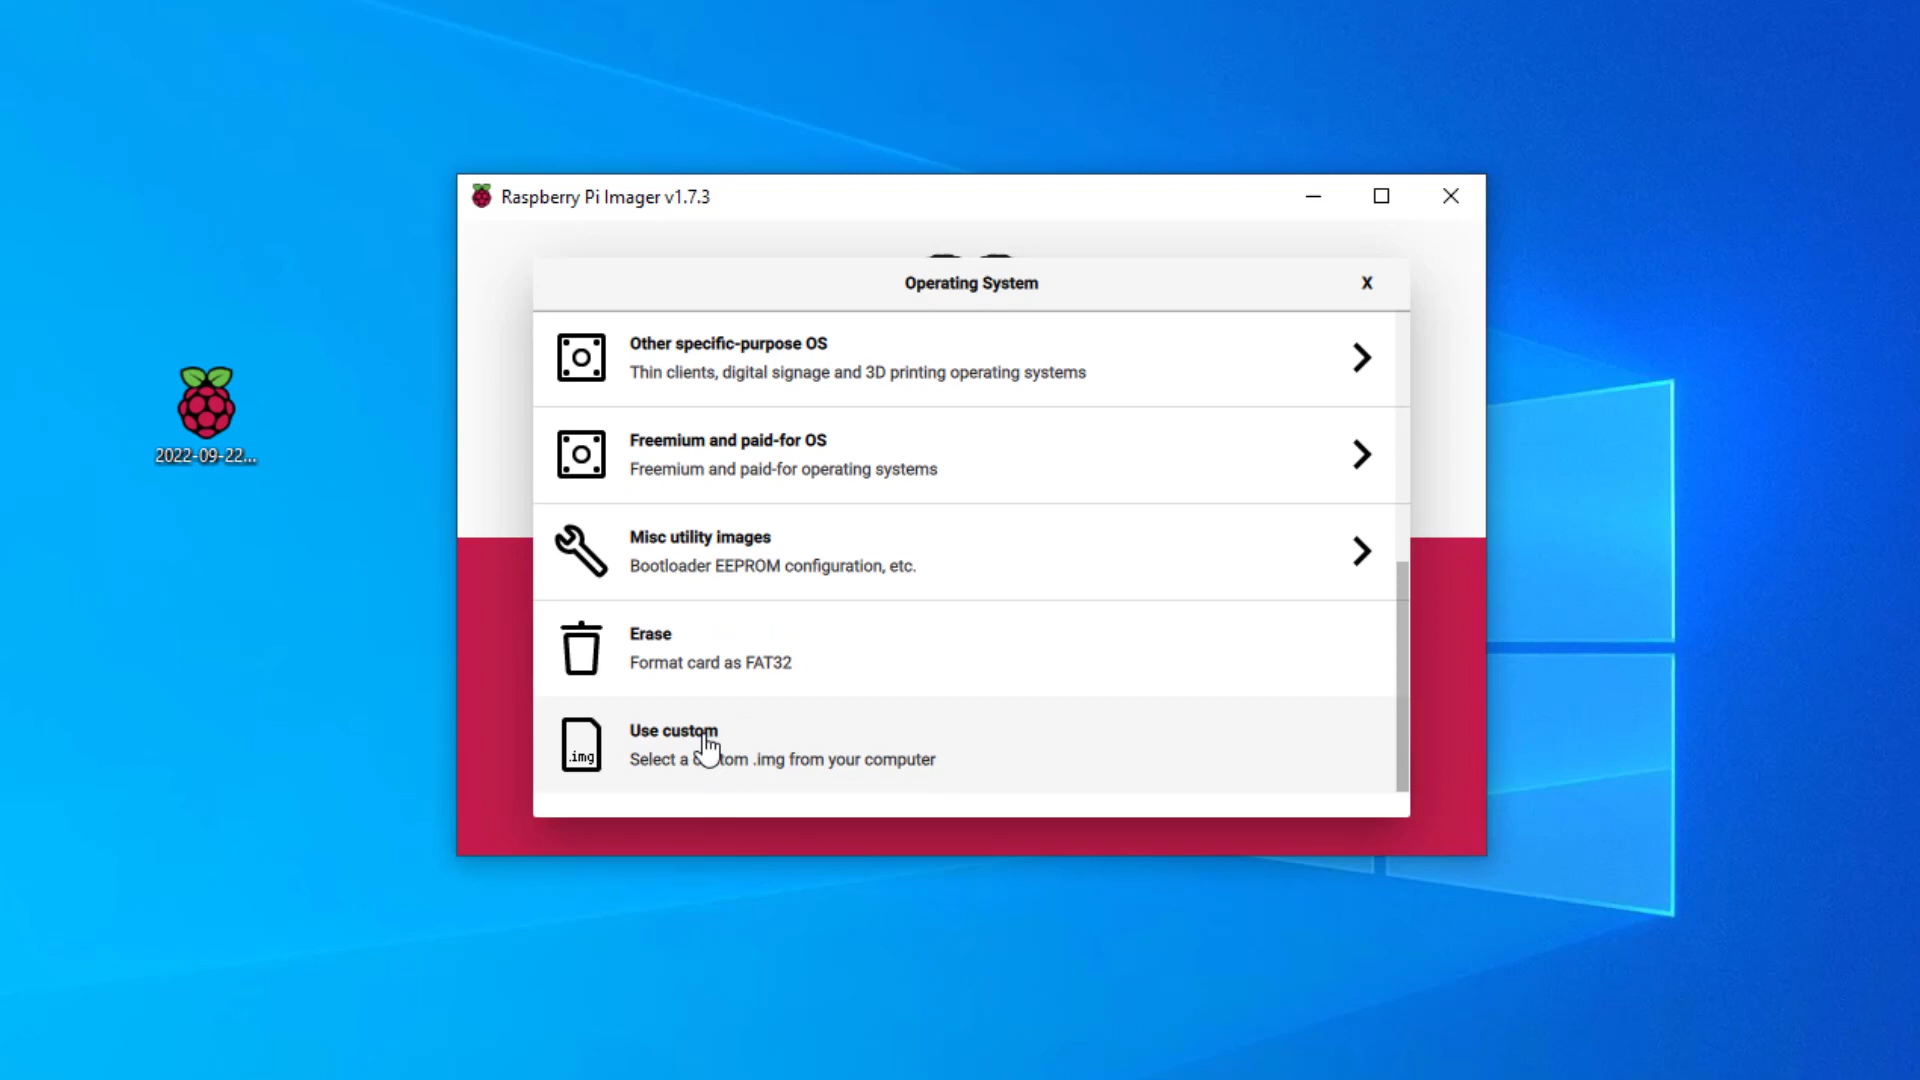 Raspberry Pi Imager v1.7.3
Operating System
X
Other specific-purpose OS
Thin clients, digital signage and 3D printing operating systems
Freemium and paid-for OS
Freemium and paid-for operating systems
Misc utility images
Bootloader EEPROM configuration, etc.
Erase
Format card as FAT32
.img
Use custom
Select a custom .img from your computer
2022-09-22...